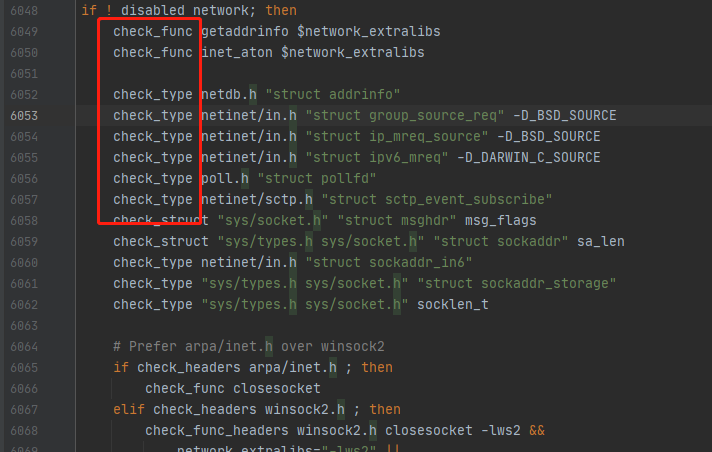 6048 if ! disabled network; then
6049 check_func getaddrinfo $network_extralibs
6050 check_func inet_aton $network_extralibs
6051
6052 check_type netdb.h "struct addrinfo"
6053 check_type netinet/in.h "struct group_source_req" -D_BSD_SOURCE
6054 check_type netinet/in.h "struct ip_mreq_source" -D_BSD_SOURCE
6055 check_type netinet/in.h "struct ipv6_mreq" -D_DARWIN_C_SOURCE
6056 check_type poll.h "struct pollfd"
6057 check_type netinet/sctp.h "struct sctp_event_subscribe"
6058 check_struct "sys/socket.h" "struct msghdr" msg_flags
6059 check_struct "sys/types.h sys/socket.h" "struct sockaddr" sa_len
6060 check_type netinet/in.h "struct sockaddr_in6"
6061 check_type "sys/types.h sys/socket.h" "struct sockaddr_storage"
6062 check_type "sys/types.h sys/socket.h" socklen_t
6063
6064 # Prefer arpa/inet.h over winsock2
6065 if check_headers arpa/inet.h ; then
6066 check_func closesocket
6067 elif check_headers winsock2.h ; then
6068 check_func_headers winsock2.h closesocket -lws2 &&
6069 network_extralibs="-lws2" ||